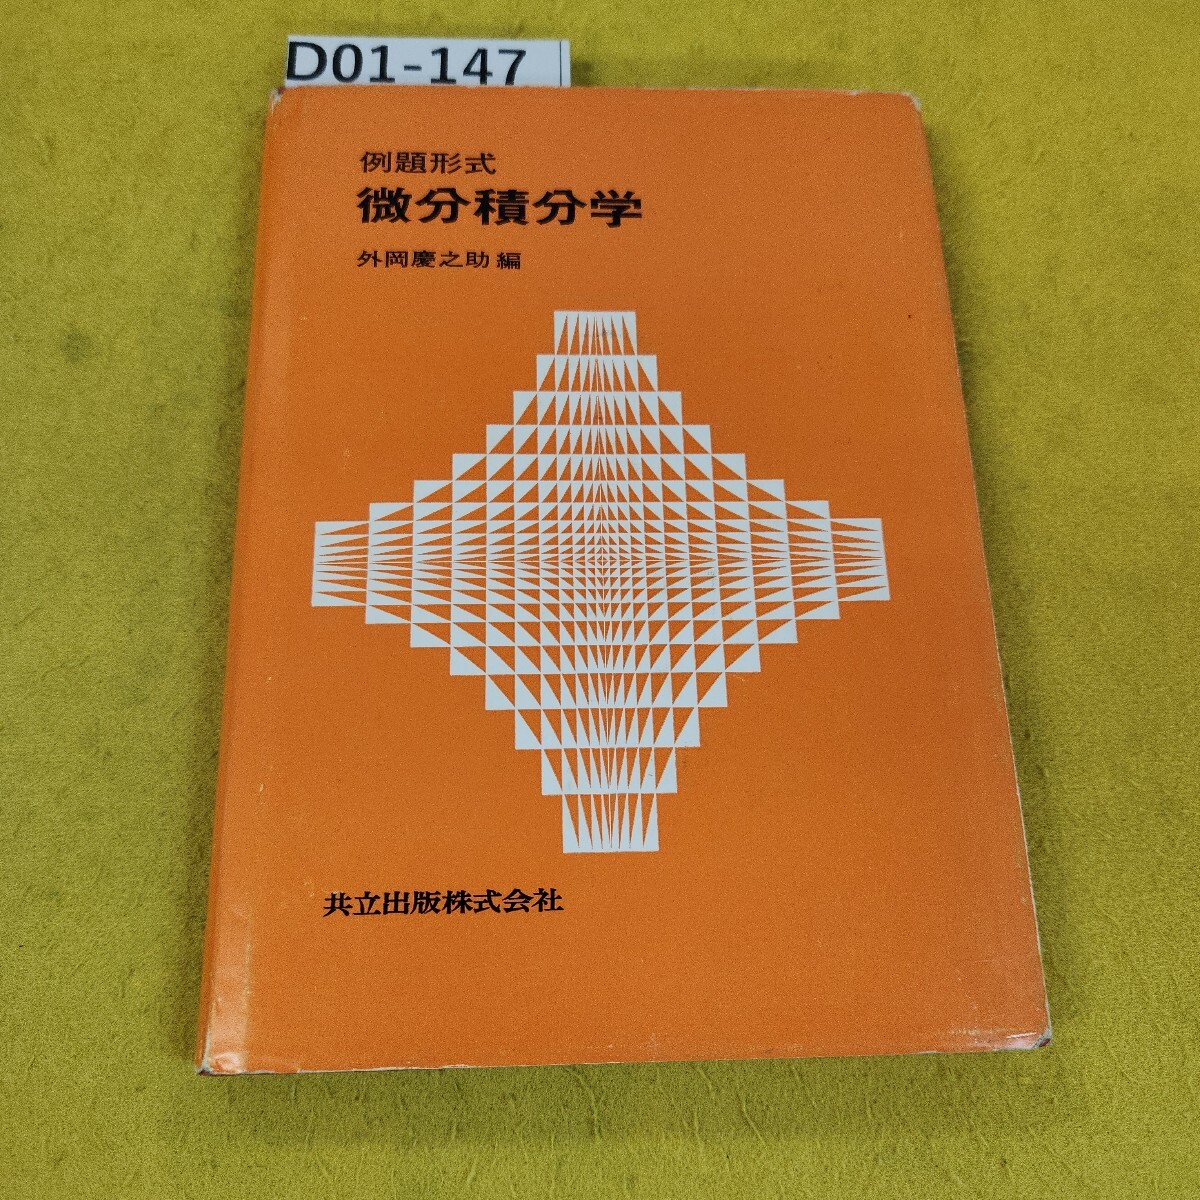 D01-147
例題形式
微分積分学
外岡慶之助 編
共立出版株式会社